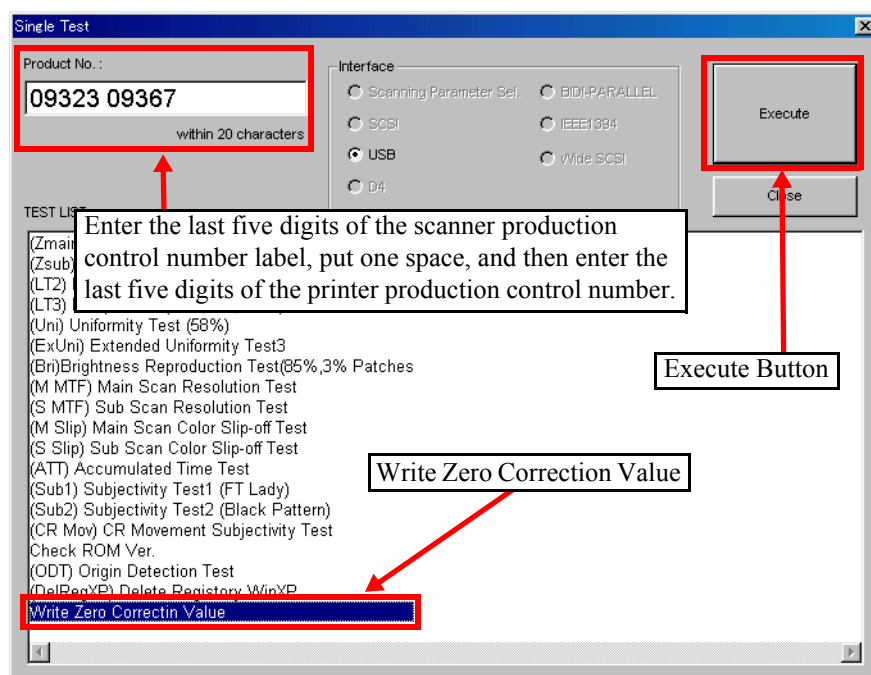 Single Test
Product No. :
09323 09367
within 20 characters
Interface
Scanning Parameter Sel.
BIDI-PARALLEL
SCSI
IEEE1394
USB
Wide SCSI
D4
Execute
Close
TEST LIST
Enter the last five digits of the scanner production
control number label, put one space, and then enter the
last five digits of the printer production control number.
(Zmain
(Zsub)
(LT2)
(LT3)
(Uni) Uniformity Test (58%)
(ExUni) Extended Uniformity Test3
(Bri)Brightness Reproduction Test(85%,3% Patches
(M MTF) Main Scan Resolution Test
(S MTF) Sub Scan Resolution Test
(M Slip) Main Scan Color Slip-off Test
(S Slip) Sub Scan Color Slip-off Test
(ATT) Accumulated Time Test
(Sub1) Subjectivity Test1 (FT Lady)
(Sub2) Subjectivity Test2 (Black Pattern)
(CR Mov) CR Movement Subjectivity Test
Check ROM Ver.
(ODT) Origin Detection Test
(DelRegXP) Delete Registory WinXP
Write Zero Correctin Value
Execute Button
Write Zero Correction Value